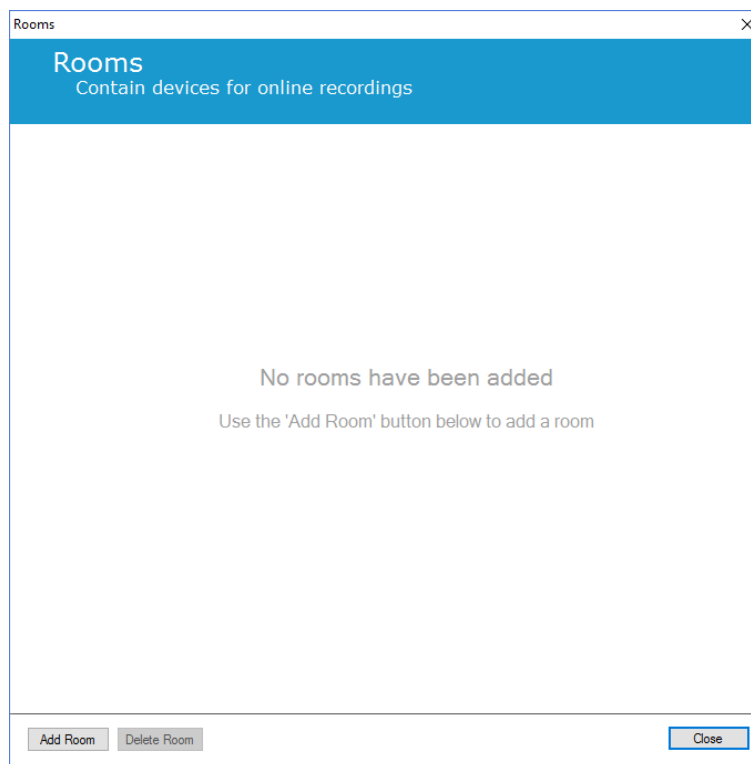 Rooms
Rooms
Contain devices for online recordings
No rooms have been added
Use the 'Add Room' button below to add a room
Add Room Delete Room Close